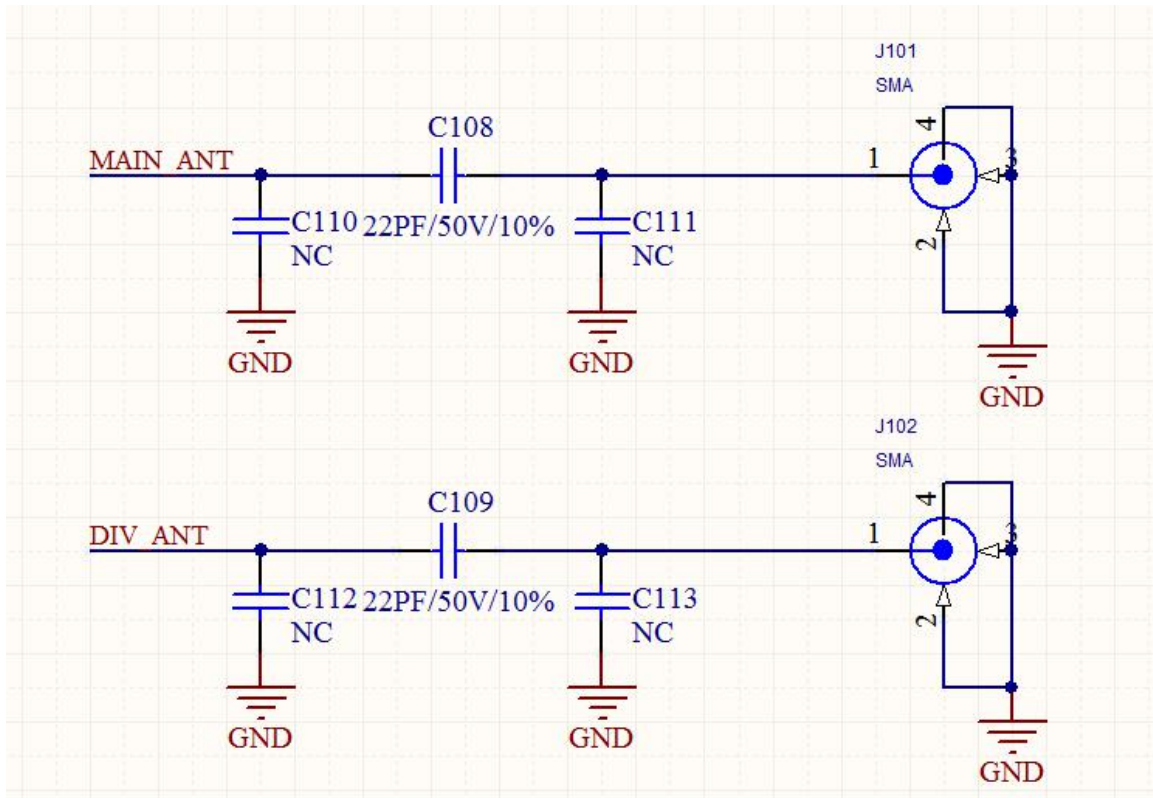 J101
SMA
C108
MAIN_ANT
1
4
3
C110
22PF/50V/10%
C111
NC
NC
2
GND
GND
GND
J102
SMA
C109
DIV_ANT
1
4
3
C112
22PF/50V/10%
C113
NC
NC
2
GND
GND
GND